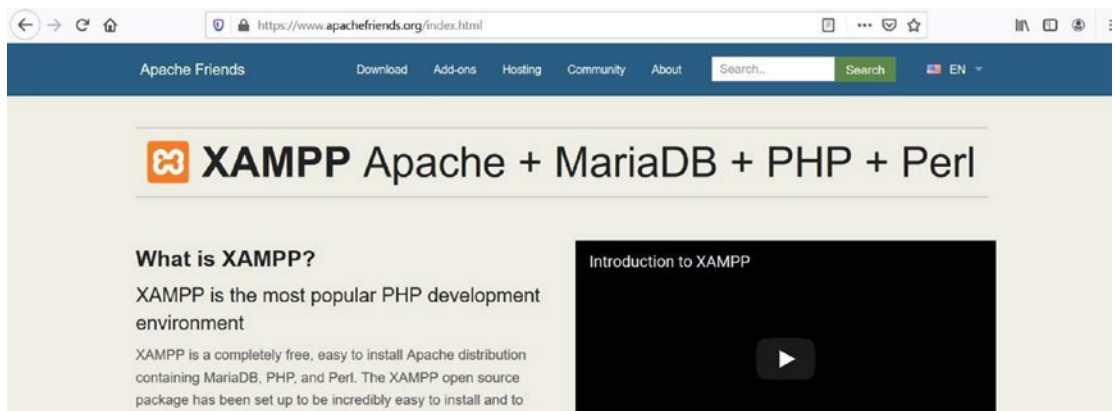 https://www.apachefriends.org/index.html
Apache Friends Download Add-ons Hosting Community About Search.. Search EN
XAMPP Apache + MariaDB + PHP + Perl
What is XAMPP?
XAMPP is the most popular PHP development
environment
XAMPP is a completely free, easy to install Apache distribution
containing MariaDB, PHP, and Perl. The XAMPP open source
package has been set up to be incredibly easy to install and to
Introduction to XAMPP